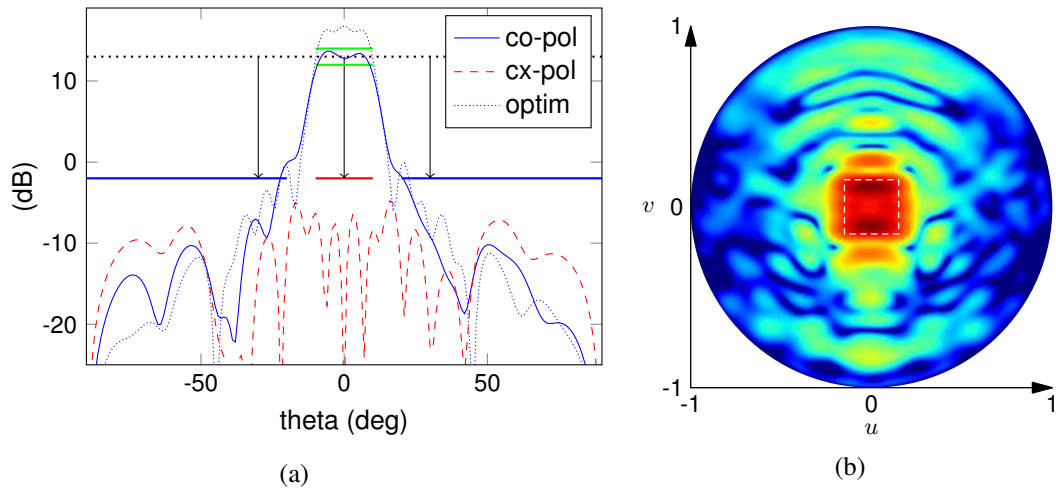 co-pol
cx-pol
optim
10
0
-10
-20
(dB)
-50
0
50
theta (deg)
(a)
1
0
-1
v
-1
0
1
u
(b)